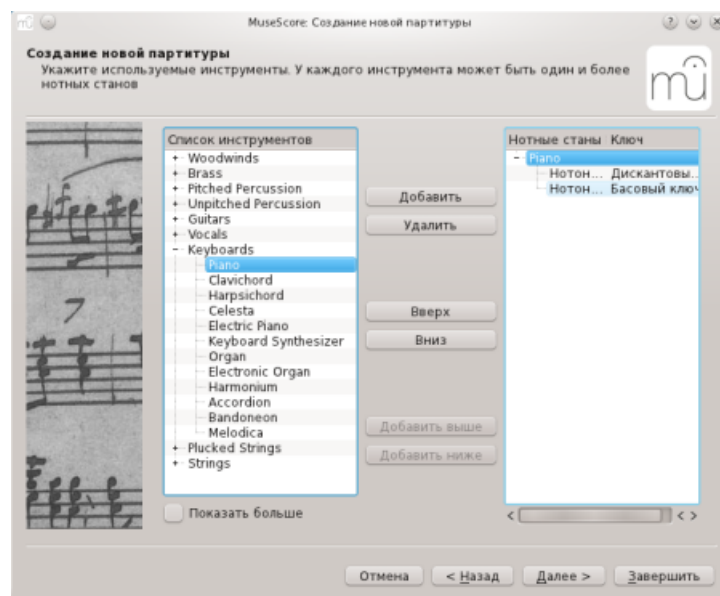 MuseScore: Создание новой партитуры
Создание новой партитуры
Укажите используемые инструменты. У каждого инструмента может быть один и более
нотных станов
Список инструментов
Woodwinds
Brass
Pitched Percussion
Unpitched Percussion
Guitars
Vocals
Keyboards
Piano
Clavichord
Harpsichord
Celesta
Electric Piano
Keyboard Synthesizer
Organ
Electronic Organ
Harmonium
Accordion
Bandoneon
Melodica
Plucked Strings
Strings
Показать больше
Добавить
Удалить
Вверх
Вниз
Добавить выше
Добавить ниже
Нотные станы Ключ
Piano
Нотон... Дискантовы...
Нотон... Басовый ключ
Отмена
< Назад
Далее >
Завершить